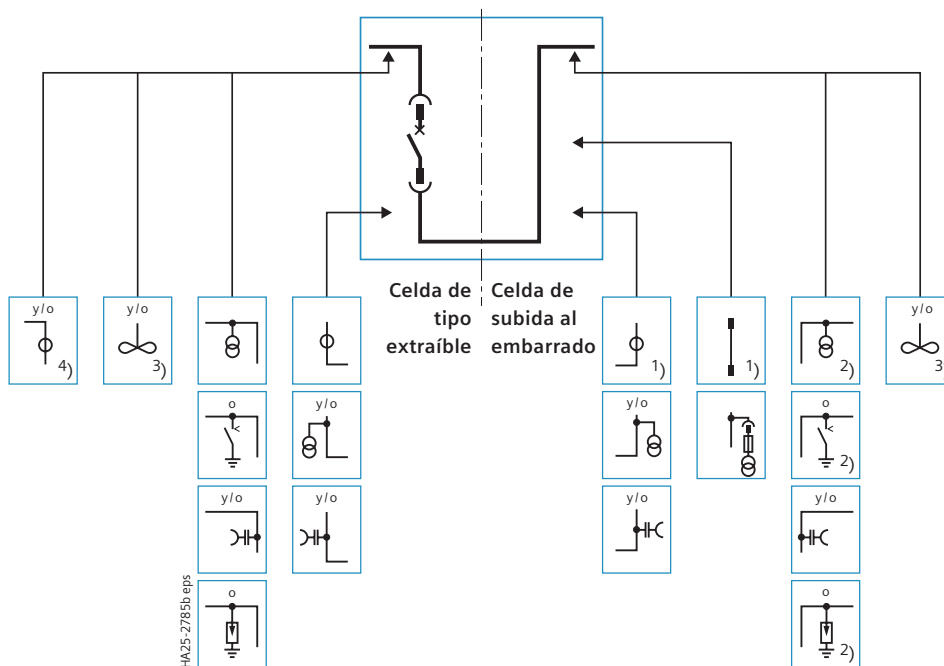 Celda de tipo extraíble
Celda de subida al embarrado
y/o
4)
y/o
3)
1)
1)
2)
y/o
3)
o
y/o
y/o
o
2)
y/o
y/o
y/o
y/o
o
o
2)
HA25-2785b eps